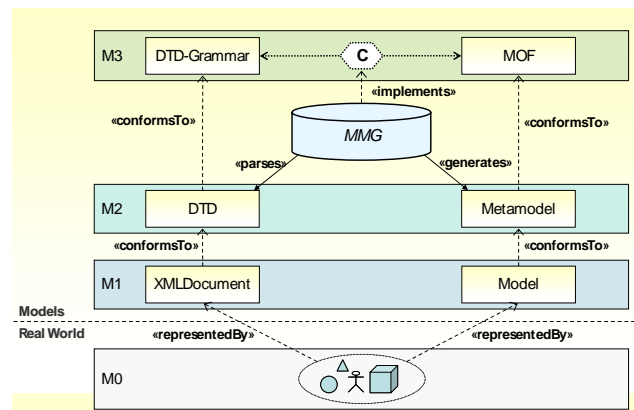 M3 DTD-Grammar C MOF
«implements»
«conformsTo» MMG «conformsTo»
«parses» «generates»
M2 DTD Metamodel
«conformsTo» «conformsTo»
M1 XMLDocument Model
Models
Real World «representedBy» «representedBy»
M0